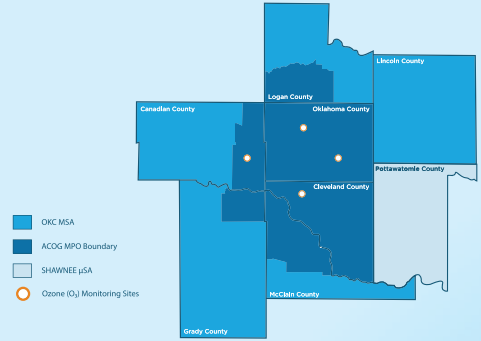 Lincoln County
Logan County
Canadian County
Oklahoma County
Pottawatomie County
Cleveland County
OKC MSA
ACOG MPO Boundary
SHAWNEE µSA
Ozone (O₃) Monitoring Sites
McClain County
Grady County